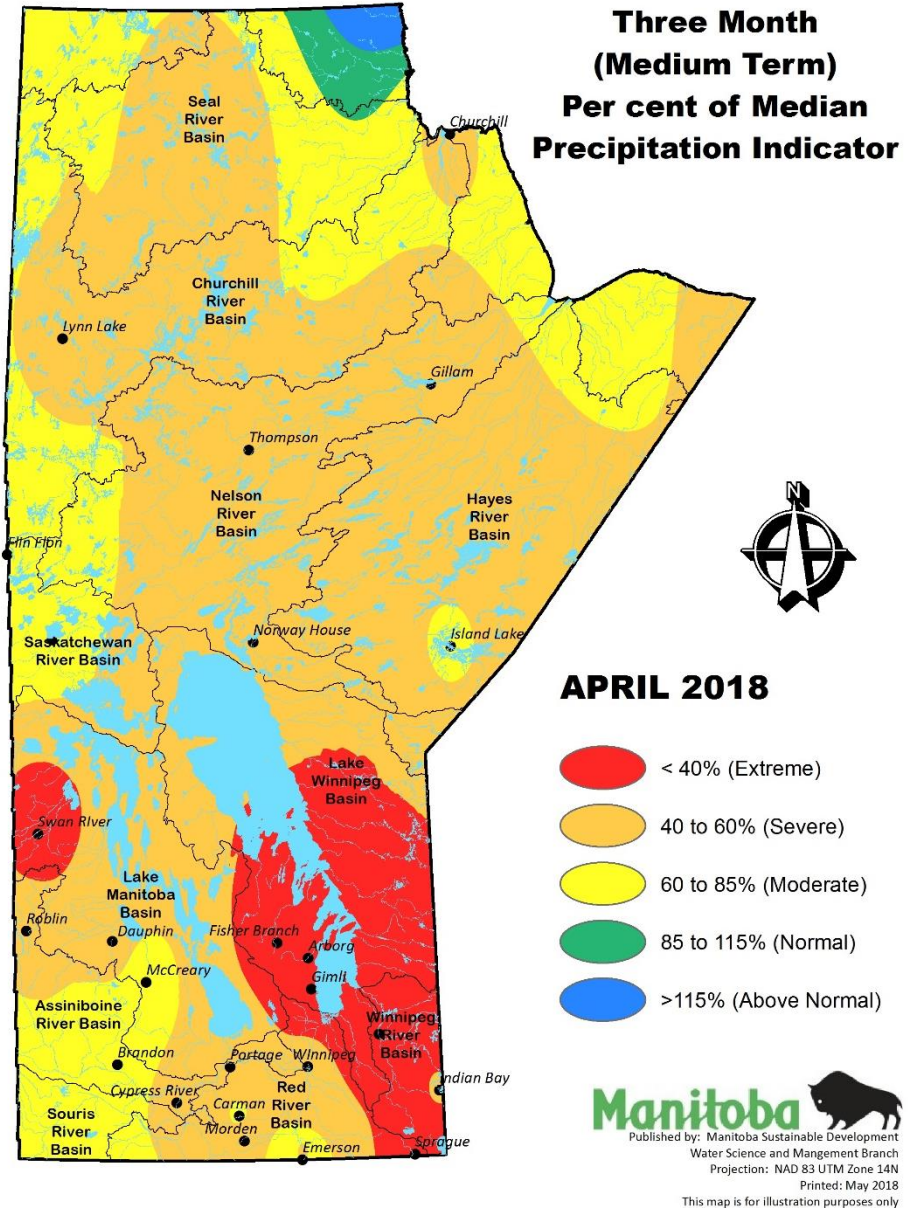 Three Month
(Medium Term)
Per cent of Median
Precipitation Indicator
Seal
River
Basin
Churchill
Churchill
River
Basin
Lynn Lake
Gillam
Thompson
Nelson
River
Basin
Hayes
River
Basin
N
Flin Flon
Norway House
Island Lake
Saskatchewan
River Basin
APRIL 2018
Lake
Winnipeg
Basin
< 40% (Extreme)
Swan RIver
40 to 60% (Severe)
Lake
Manitoba
Basin
60 to 85% (Moderate)
Roblin
Dauphin
Fisher Branch
Arborg
85 to 115% (Normal)
McCreary
Gimli
>115% (Above Normal)
Assiniboine
River Basin
Winnipeg
River
Basin
Brandon
Portage
WInnipeg
Indian Bay
Cypress River
Red
River
Basin
Carman
Souris
River
Basin
Morden
Emerson
Sprague
Manitoba
Published by: Manitoba Sustainable Development
Water Science and Mangement Branch
Projection: NAD 83 UTM Zone 14N
Printed: May 2018
This map is for illustration purposes only